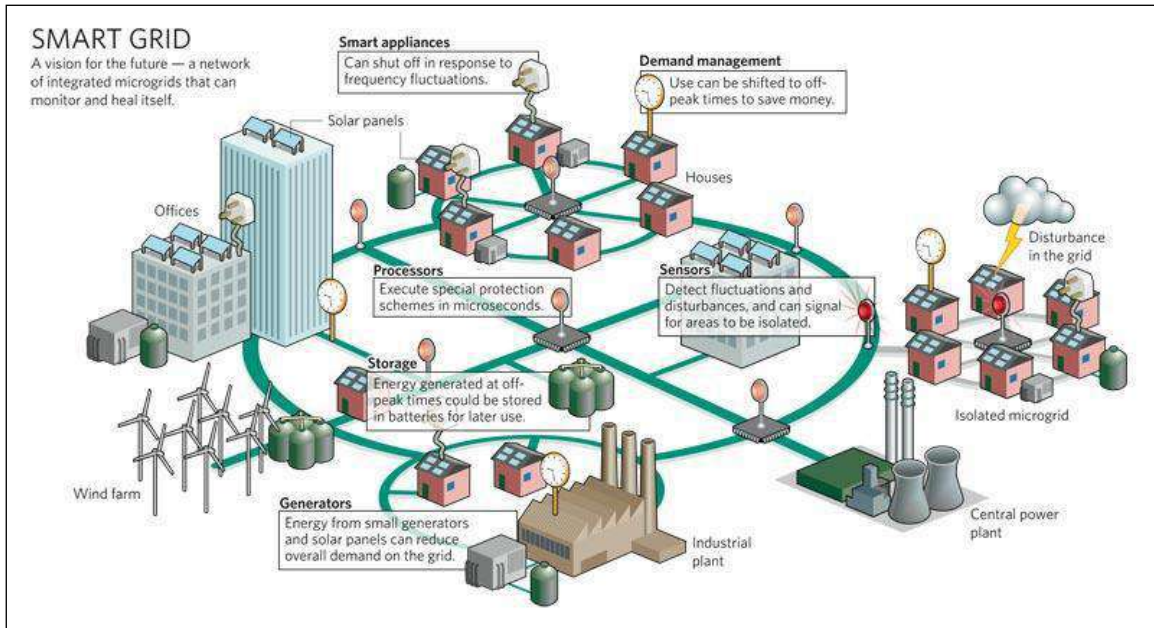 SMART GRID
A vision for the future — a network
of integrated microgrids that can
monitor and heal itself.
Smart appliances
Can shut off in response to
frequency fluctuations.
Demand management
Use can be shifted to off-
peak times to save money.
Solar panels
Houses
Offices
Disturbance
in the grid
Processors
Execute special protection
schemes in microseconds.
Sensors
Detect fluctuations and
disturbances, and can signal
for areas to be isolated.
Storage
Energy generated at off-
peak times could be stored
in batteries for later use.
Isolated microgrid
Wind farm
Generators
Energy from small generators
and solar panels can reduce
overall demand on the grid.
Industrial
plant
Central power
plant